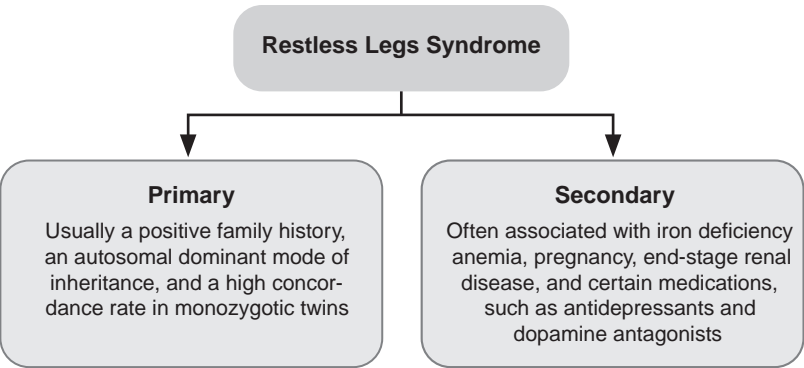 Restless Legs Syndrome
Primary
Usually a positive family history,
an autosomal dominant mode of
inheritance, and a high concor-
dance rate in monozygotic twins
Secondary
Often associated with iron deficiency
anemia, pregnancy, end-stage renal
disease, and certain medications,
such as antidepressants and
dopamine antagonists